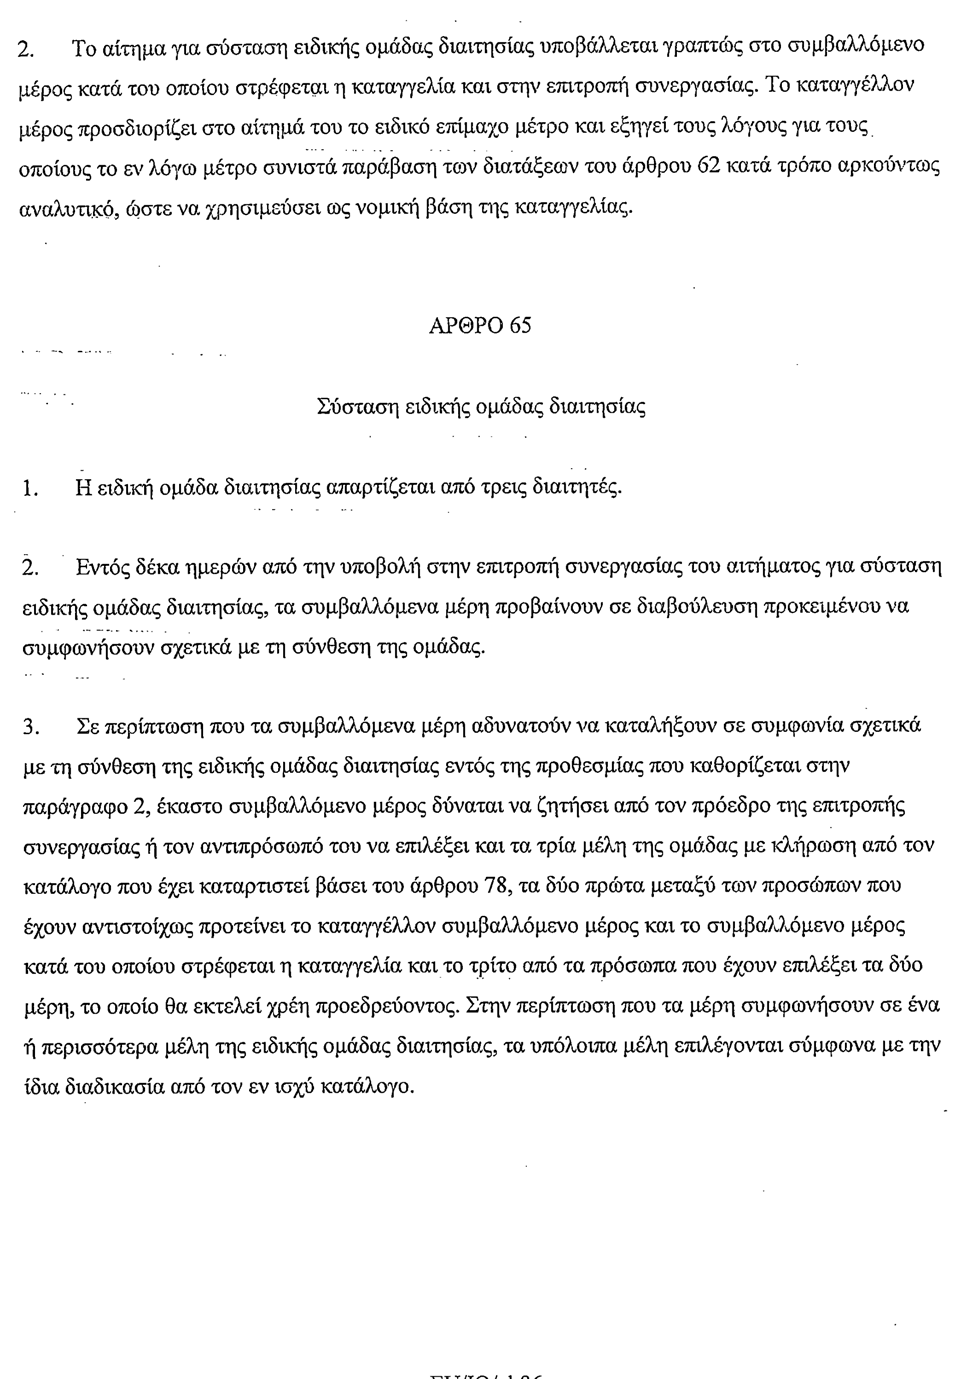 2. Το αίτημα για σύσταση ειδικής ομάδας διαιτησίας υποβάλλεται γραπτώς στο συμβαλλόμενο
μέρος κατά του οποίου στρέφεται η καταγγελία και στην επιτροπή συνεργασίας. Το καταγγέλλον
μέρος προσδιορίζει στο αίτημά του το ειδικό επίμαχο μέτρο και εξηγεί τους λόγους για τους
οποίους το εν λόγω μέτρο συνιστά παράβαση των διατάξεων του άρθρου 62 κατά τρόπο αρκούντως
αναλυτικό, ώστε να χρησιμεύσει ως νομική βάση της καταγγελίας.
ΑΡΘΡΟ 65
Σύσταση ειδικής ομάδας διαιτησίας
1. Η ειδική ομάδα διαιτησίας απαρτίζεται από τρεις διαιτητές.
2. Εντός δέκα ημερών από την υποβολή στην επιτροπή συνεργασίας του αιτήματος για σύσταση
ειδικής ομάδας διαιτησίας, τα συμβαλλόμενα μέρη προβαίνουν σε διαβούλευση προκειμένου να
συμφωνήσουν σχετικά με τη σύνθεση της ομάδας.
3. Σε περίπτωση που τα συμβαλλόμενα μέρη αδυνατούν να καταλήξουν σε συμφωνία σχετικά
με τη σύνθεση της ειδικής ομάδας διαιτησίας εντός της προθεσμίας που καθορίζεται στην
παράγραφο 2, έκαστο συμβαλλόμενο μέρος δύναται να ζητήσει από τον πρόεδρο της επιτροπής
συνεργασίας ή τον αντιπρόσωπό του να επιλέξει και τα τρία μέλη της ομάδας με κλήρωση από τον
κατάλογο που έχει καταρτιστεί βάσει του άρθρου 78, τα δύο πρώτα μεταξύ των προσώπων που
έχουν αντιστοίχως προτείνει το καταγγέλλον συμβαλλόμενο μέρος και το συμβαλλόμενο μέρος
κατά του οποίου στρέφεται η καταγγελία και το τρίτο από τα πρόσωπα που έχουν επιλέξει τα δύο
μέρη, το οποίο θα εκτελεί χρέη προεδρεύοντος. Στην περίπτωση που τα μέρη συμφωνήσουν σε ένα
ή περισσότερα μέλη της ειδικής ομάδας διαιτησίας, τα υπόλοιπα μέλη επιλέγονται σύμφωνα με την
ίδια διαδικασία από τον εν ισχύ κατάλογο.